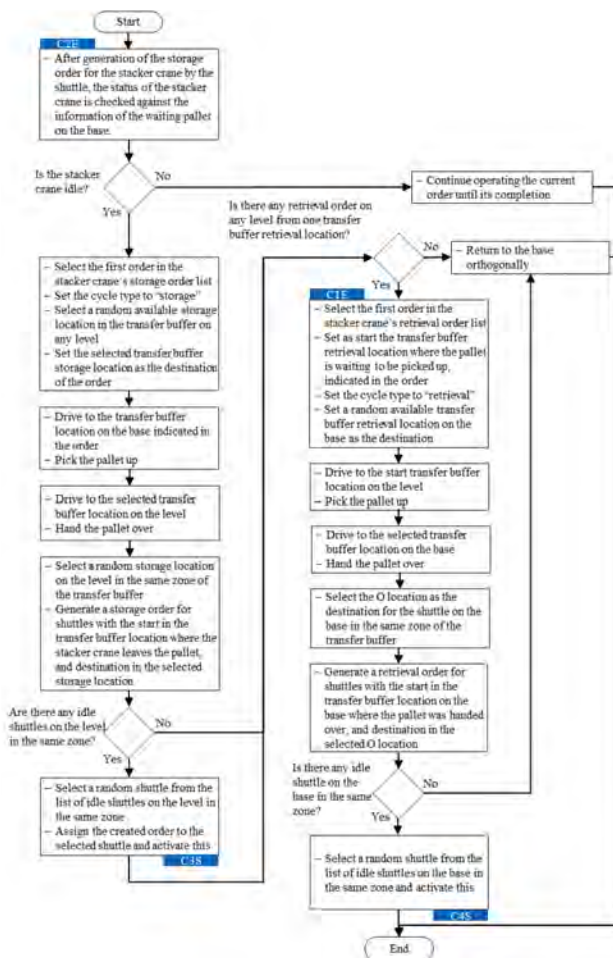 Start
C2E
– After generation of the storage
order for the stacker crane by the
shuttle, the status of the stacker
crane is checked against the
information of the waiting pallet
on the base.
Is the stacker
crane idle?
No
Yes
– Continue operating the current
order until its completion
– Select the first order in the
stacker crane's storage order list
– Set the cycle type to "storage"
– Select a random available storage
location in the transfer buffer on
any level
– Set the selected transfer buffer
storage location as the destination
of the order
– Drive to the transfer buffer
location on the base indicated in
the order
– Pick the pallet up
– Drive to the selected transfer
buffer location on the level
– Hand the pallet over
– Select a random storage location
on the level in the same zone of
the transfer buffer
– Generate a storage order for
shuttles with the start in the
transfer buffer location where the
stacker crane leaves the pallet,
and destination in the selected
storage location
Are there any idle
shuttles on the level
in the same zone?
No
Yes
– Select a random shuttle from the
list of idle shuttles on the level in
the same zone
– Assign the created order to the
selected shuttle and activate this
C3S
Is there any retrieval order on
any level from one transfer
buffer retrieval location?
No
Yes
– Return to the base
orthogonally
C1E
– Select the first order in the
stacker crane's retrieval order list
– Set as start the transfer buffer
retrieval location where the pallet
is waiting to be picked up,
indicated in the order
– Set the cycle type to "retrieval"
– Set a random available transfer
buffer retrieval location on the
base as the destination
– Drive to the start transfer buffer
location on the level
– Pick the pallet up
– Drive to the selected transfer
buffer location on the base
– Hand the pallet over
– Select the O location as the
destination for the shuttle on the
base in the same zone of the
transfer buffer
– Generate a retrieval order for
shuttles with the start in the
transfer buffer location on the
base where the pallet was handed
over, and destination in the
selected O location
Is there any idle
shuttle on the
base in the same
zone?
No
Yes
– Select a random shuttle from the
list of idle shuttles on the base in
the same zone and activate this
C4S
End